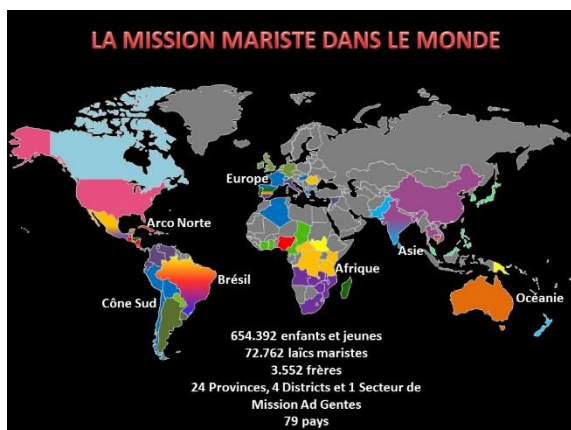 LA MISSION MARISTE DANS LE MONDE
Europe
Arco Norte
Asie
Brésil
Afrique
Cône Sud
Océanie
654.392 enfants et jeunes
72.762 laïcs maristes
3.552 frères
24 Provinces, 4 Districts et 1 Secteur de
Mission Ad Gentes
79 pays